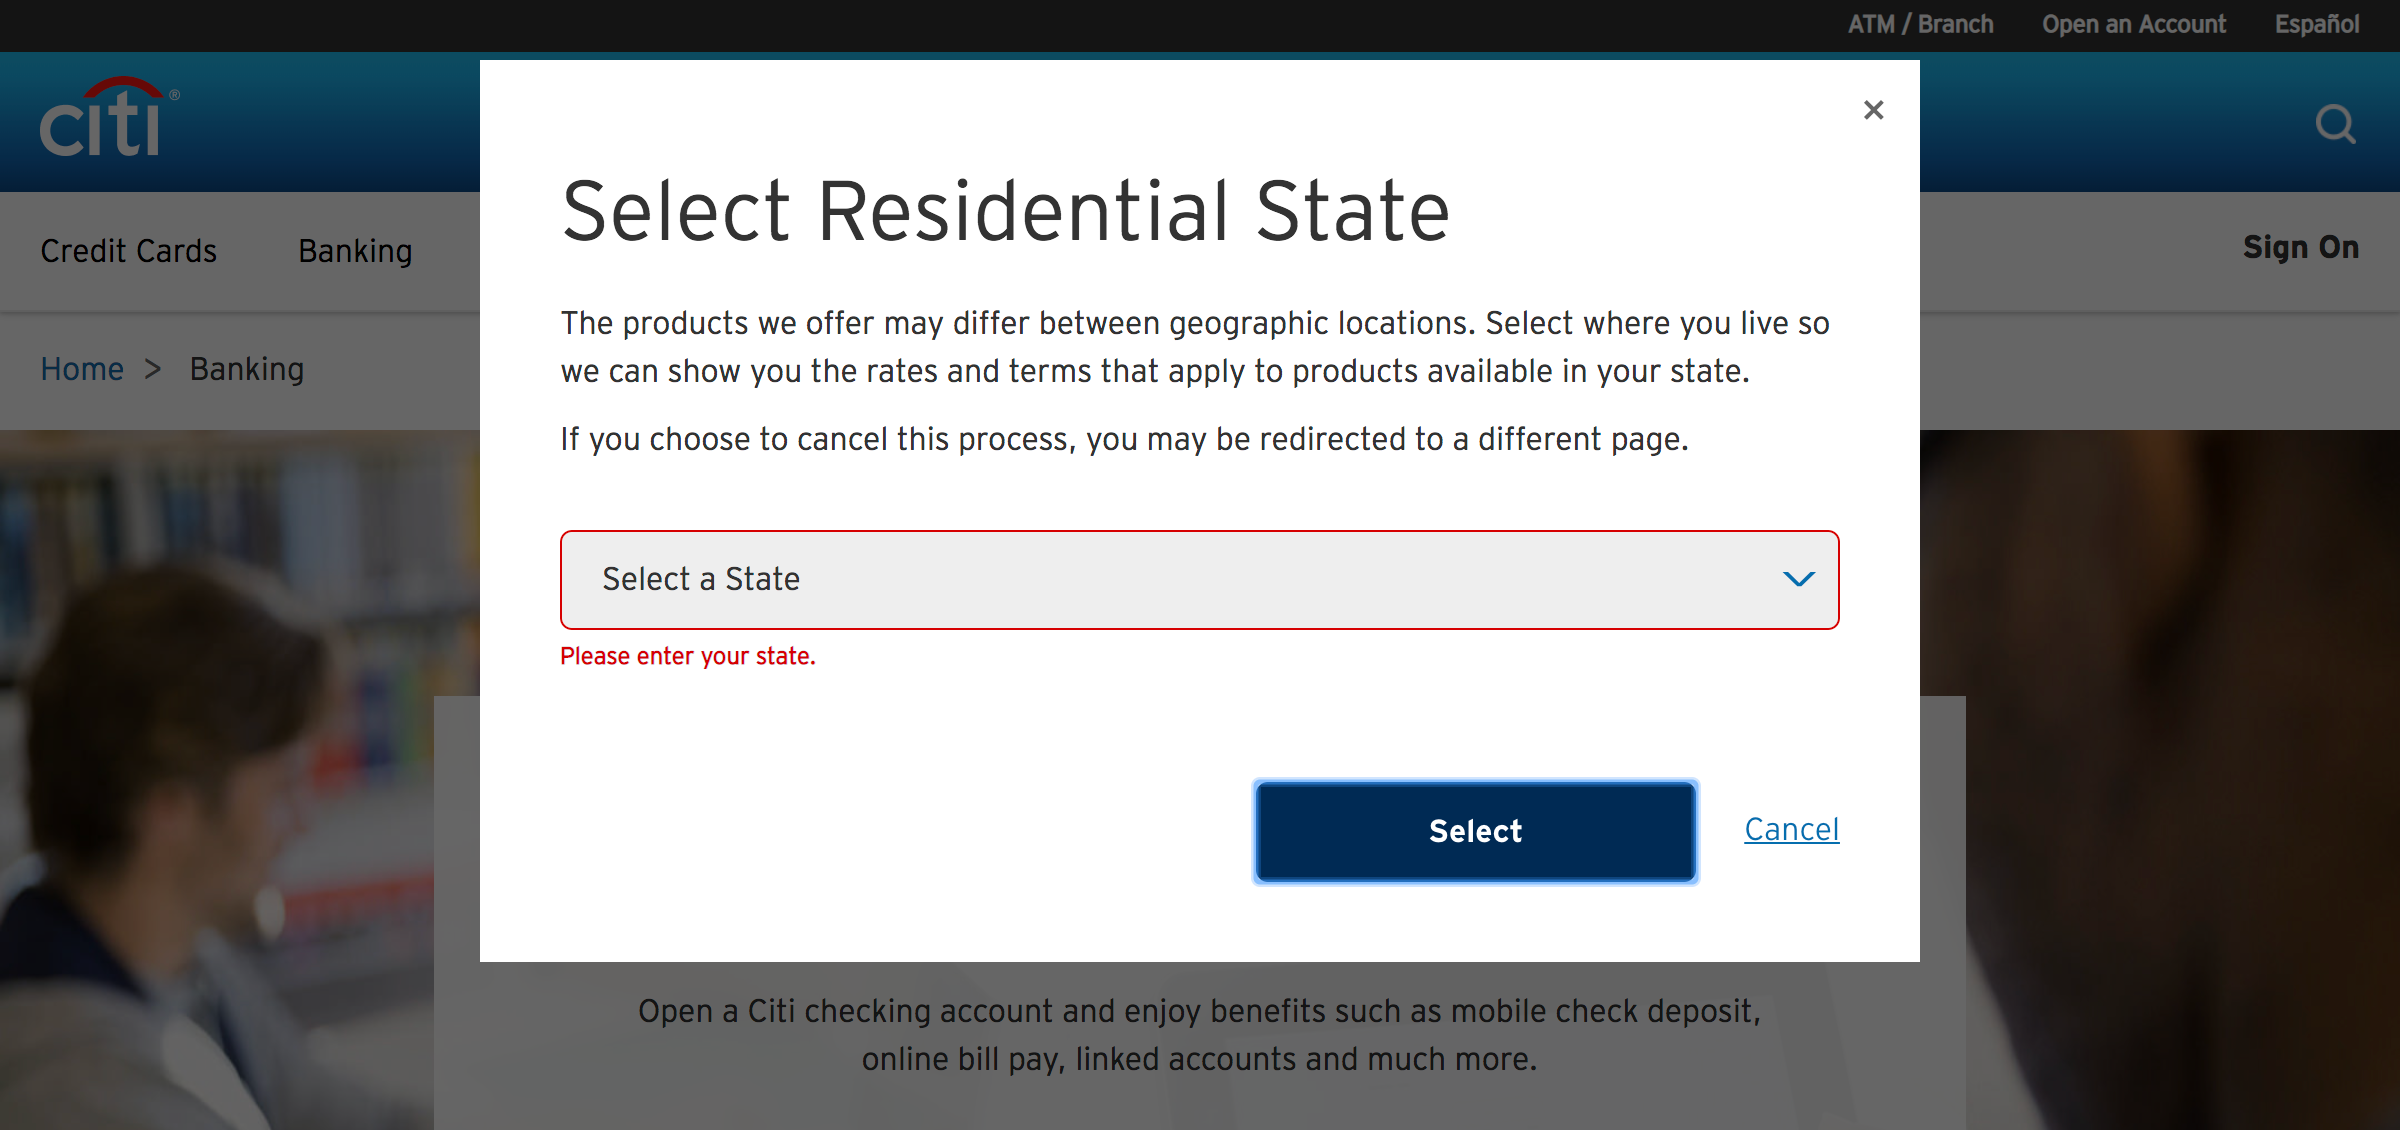 ATM / Branch
Open an Account
Español
citi®
Credit Cards
Banking
Sign On
Home > Banking
×
Select Residential State
The products we offer may differ between geographic locations. Select where you live so
we can show you the rates and terms that apply to products available in your state.
If you choose to cancel this process, you may be redirected to a different page.
Select a State
Please enter your state.
Select
Cancel
Open a Citi checking account and enjoy benefits such as mobile check deposit,
online bill pay, linked accounts and much more.